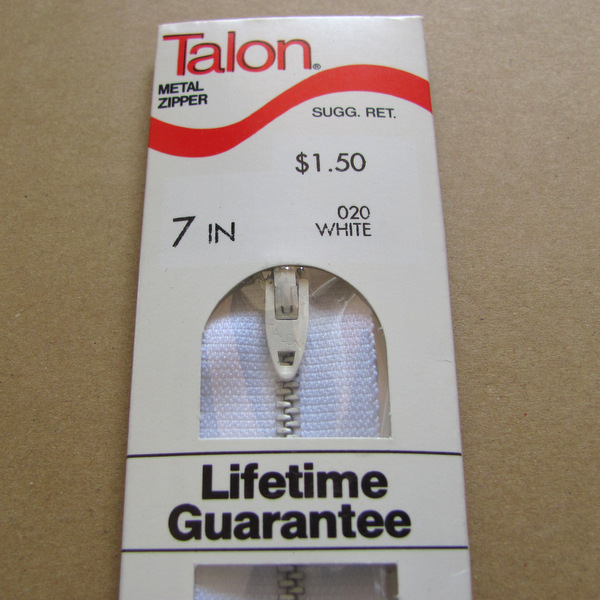 Talon®
METAL
ZIPPER
SUGG. RET.
$1.50
7 IN
020
WHITE
Lifetime
Guarantee